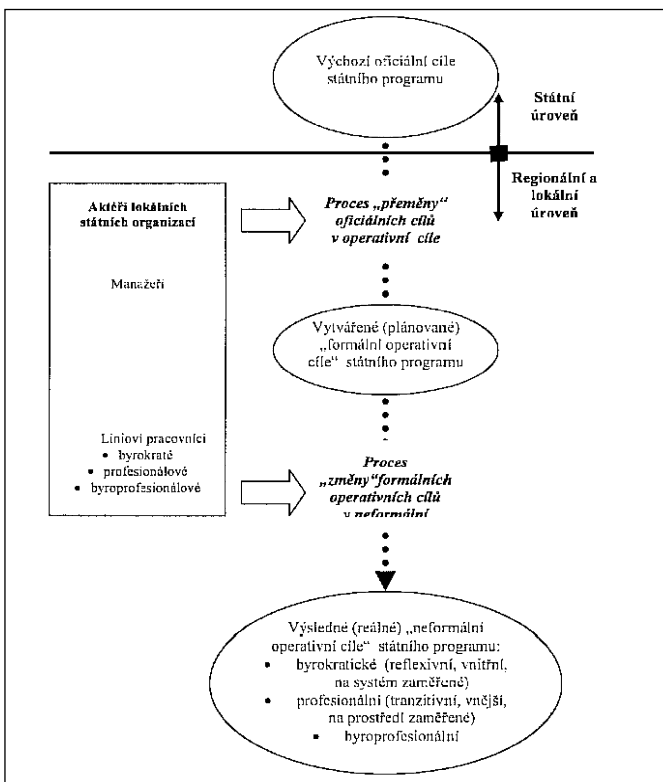 Výchozí oficiální cíle
státního programu
Státní
úroveň
Regionální a
lokální
úroveň
Aktéři lokálních
státních organizací
Manažeři
Linioví pracovníci
• byrokraté
• profesionálové
• byroprofesionálové
Proces „přeměny“
oficiálních cílů
v operativní cíle
Vytvářené (plánované)
„formální operativní
cíle“ státního programu
Proces
„změny“formálních
operativních cílů
v neformální
Výsledné (reálné) „neformální
operativní cíle“ státního programu:
• byrokratické (reflexivní, vnitřní,
na systém zaměřené)
• profesionální (tranzitivní, vnější,
na prostředí zaměřené)
• byroprofesionální